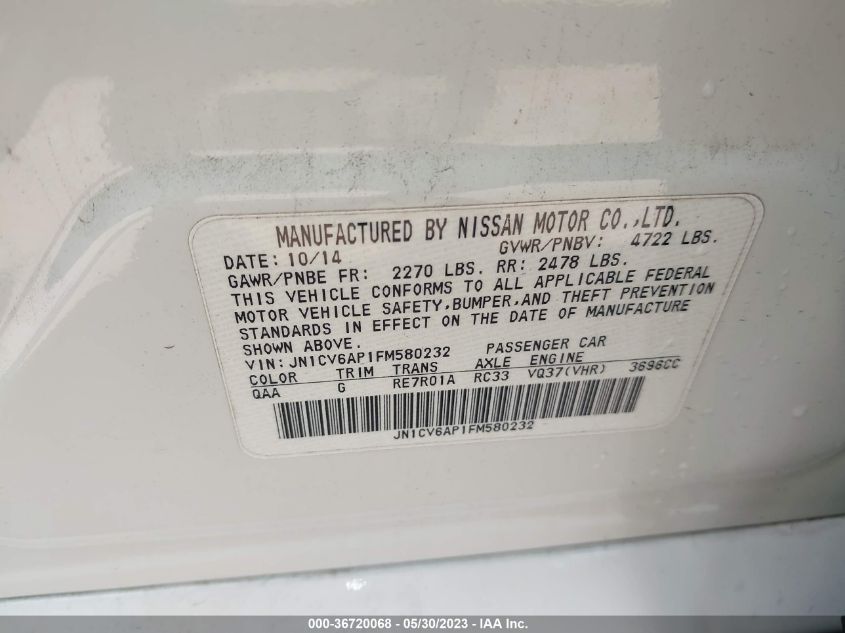 MANUFACTURED BY NISSAN MOTOR CO.,LTD.
DATE: 10/14 GVWR/PNBV: 4722 LBS.
GAWR/PNBE FR: 2270 LBS. RR: 2478 LBS.
THIS VEHICLE CONFORMS TO ALL APPLICABLE FEDERAL
MOTOR VEHICLE SAFETY,BUMPER,AND THEFT PREVENTION
STANDARDS IN EFFECT ON THE DATE OF MANUFACTURE
SHOWN ABOVE.
VIN: JN1CV6AP1FM580232 PASSENGER CAR
COLOR TRIM TRANS AXLE ENGINE
QAA G RE7R01A RC33 VQ37(VHR) 3696CC
JN1CV6AP1FM580232
000-36720068 - 05/30/2023 - IAA Inc.